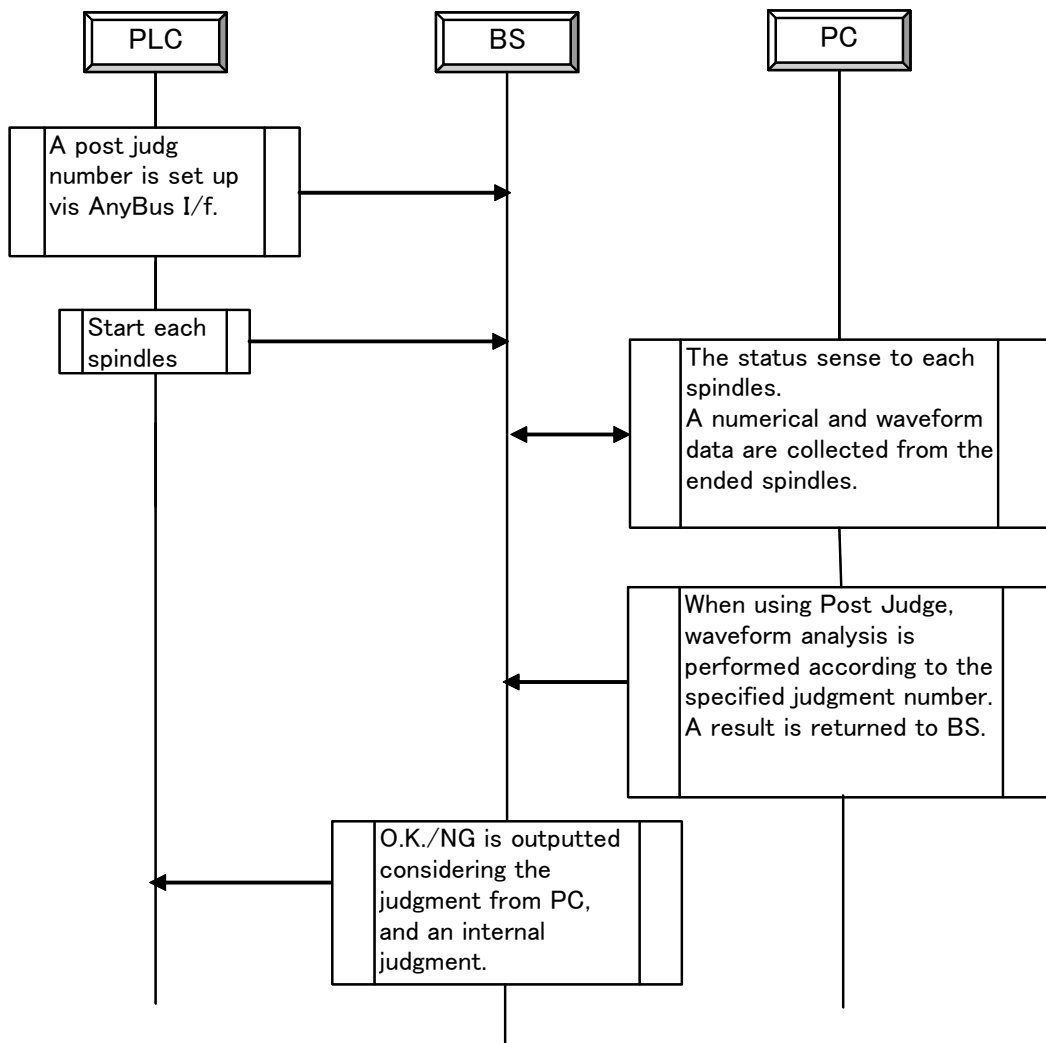 PLC
BS
PC
A post judg
number is set up
vis AnyBus I/f.
Start each
spindles
The status sense to each
spindles.
A numerical and waveform
data are collected from the
ended spindles.
When using Post Judge,
waveform analysis is
performed according to the
specified judgment number.
A result is returned to BS.
O.K./NG is outputted
considering the
judgment from PC,
and an internal
judgment.